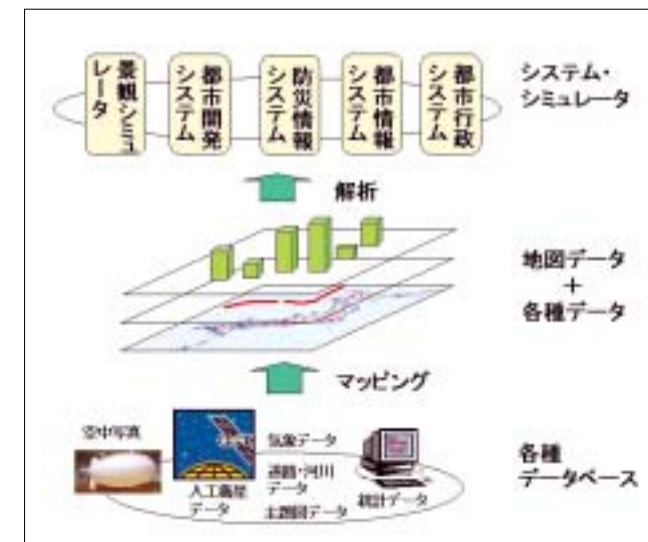 景観シミュ
レータ
都市開発
システム
防災情報
システム
都市情報
システム
都市行政
システム
システム・
シミュレータ
解析
地図データ
+
各種データ
マッピング
空中写真
人工衛星
データ
気象データ
道路・河川
データ
主題図データ
統計データ
各種
データベース